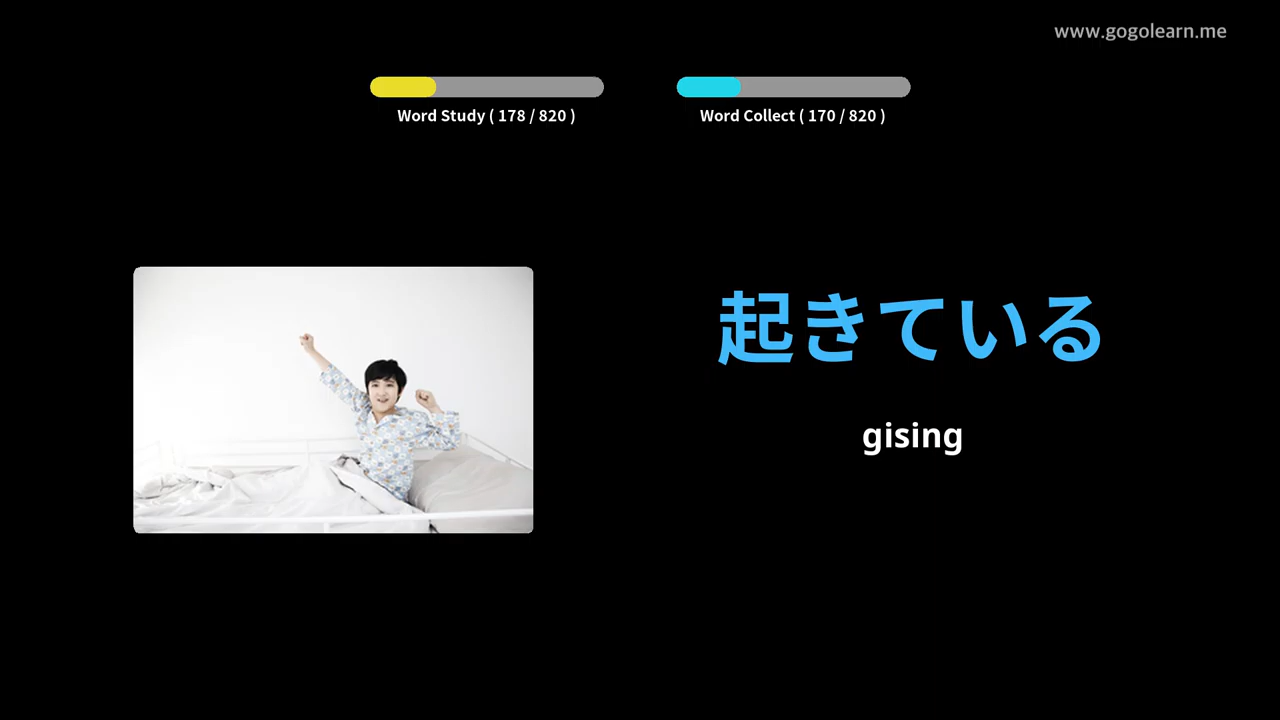 www.gogolearn.me
Word Study ( 178 / 820 )
Word Collect ( 170 / 820 )
起きている
gising